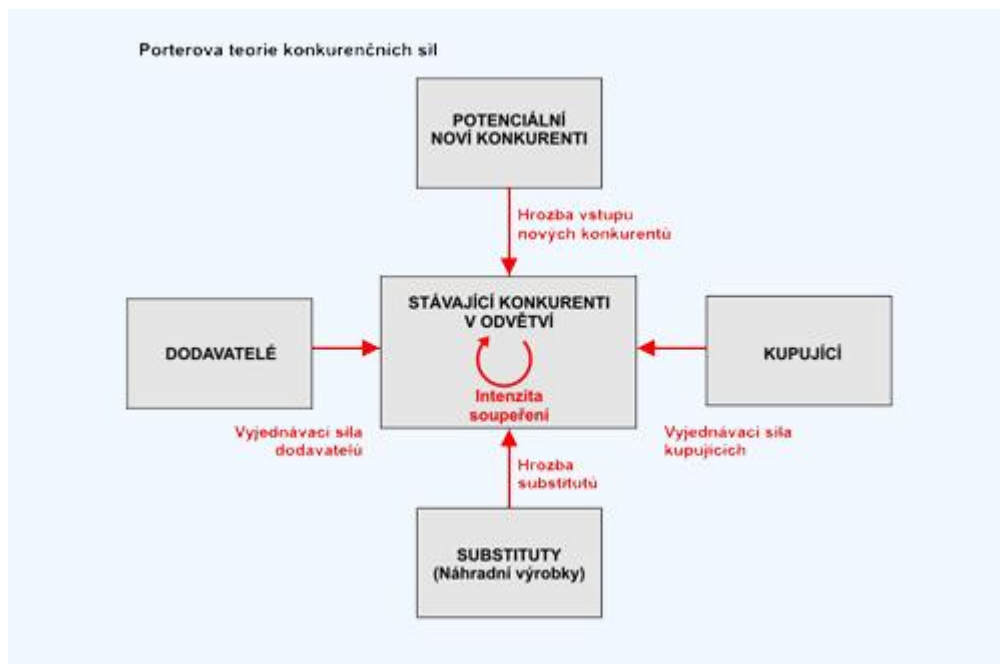 Porterova teorie konkurenčních sil
POTENCIÁLNÍ
NOVÍ KONKURENTI
Hrozba vstupu
nových konkurentů
STÁVAJÍCÍ KONKURENTI
V ODVĚTVÍ
Intenzita
soupeření
DODAVATELÉ
KUPUJÍCÍ
Vyjednávací síla
dodavatelů
Vyjednávací síla
kupujících
Hrozba
substitutů
SUBSTITUTY
(Náhradní výrobky)